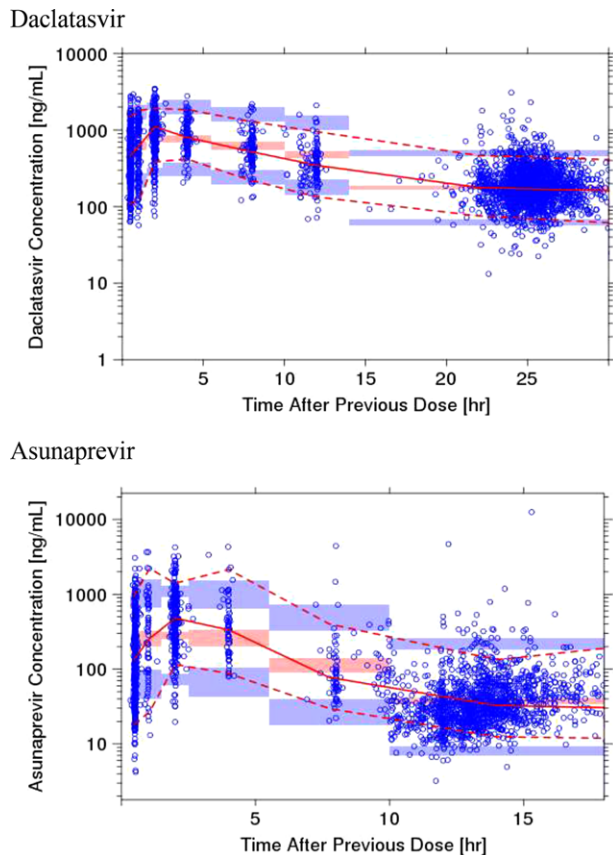 Daclatasvir
Daclatasvir Concentration [ng/mL]
10000
1000
100
10
1
5
10
15
20
25
Time After Previous Dose [hr]
Asunaprevir
Asunaprevir Concentration [ng/mL]
10000
1000
100
10
5
10
15
Time After Previous Dose [hr]